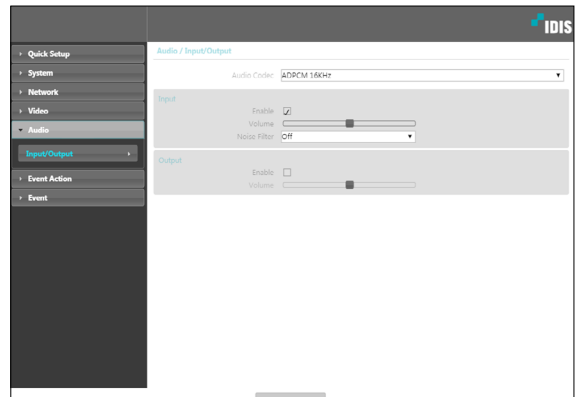 IDIS
Quick Setup
System
Network
Video
Audio
Input/Output
Event Action
Event
Audio / Input/Output
Audio Codec ADPCM 16KHz
Input
Enable
Volume
Noise Filter Off
Output
Enable
Volume